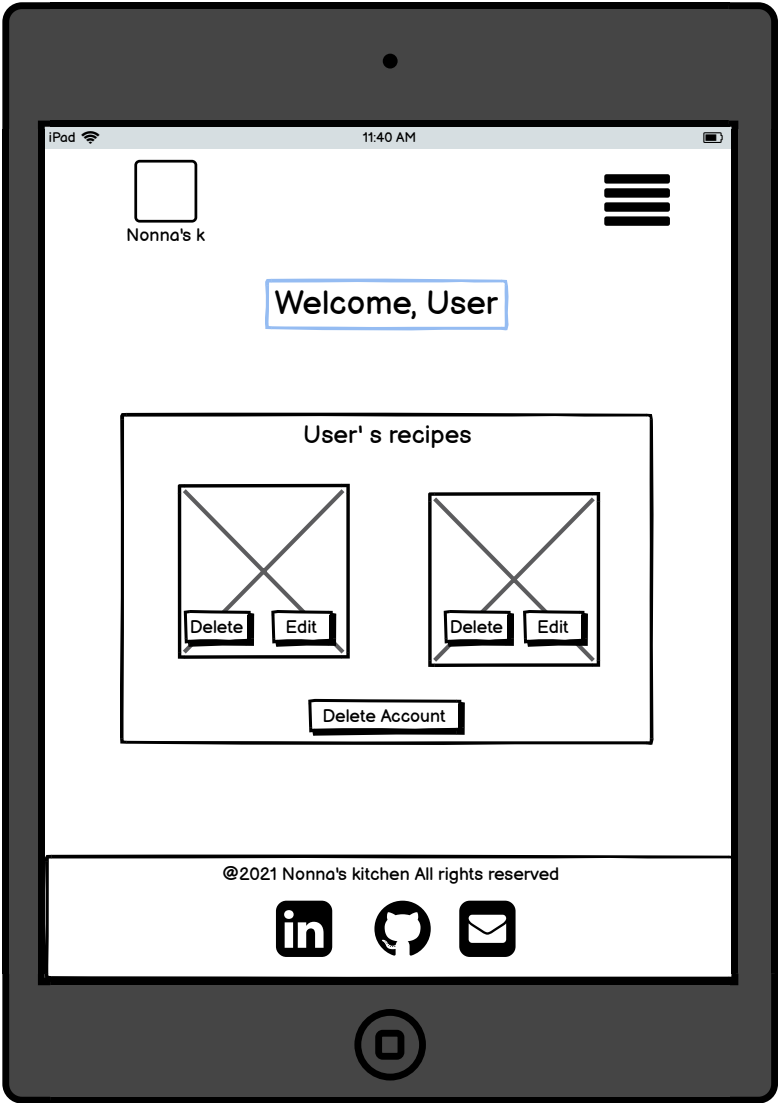 iPad
11:40 AM
Nonna's k
Welcome, User
User' s recipes
Delete
Edit
Delete
Edit
Delete Account
@2021 Nonna's kitchen All rights reserved
in